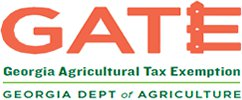 GATE
Georgia Agricultural Tax Exemption
GEORGIA DEPT OF AGRICULTURE